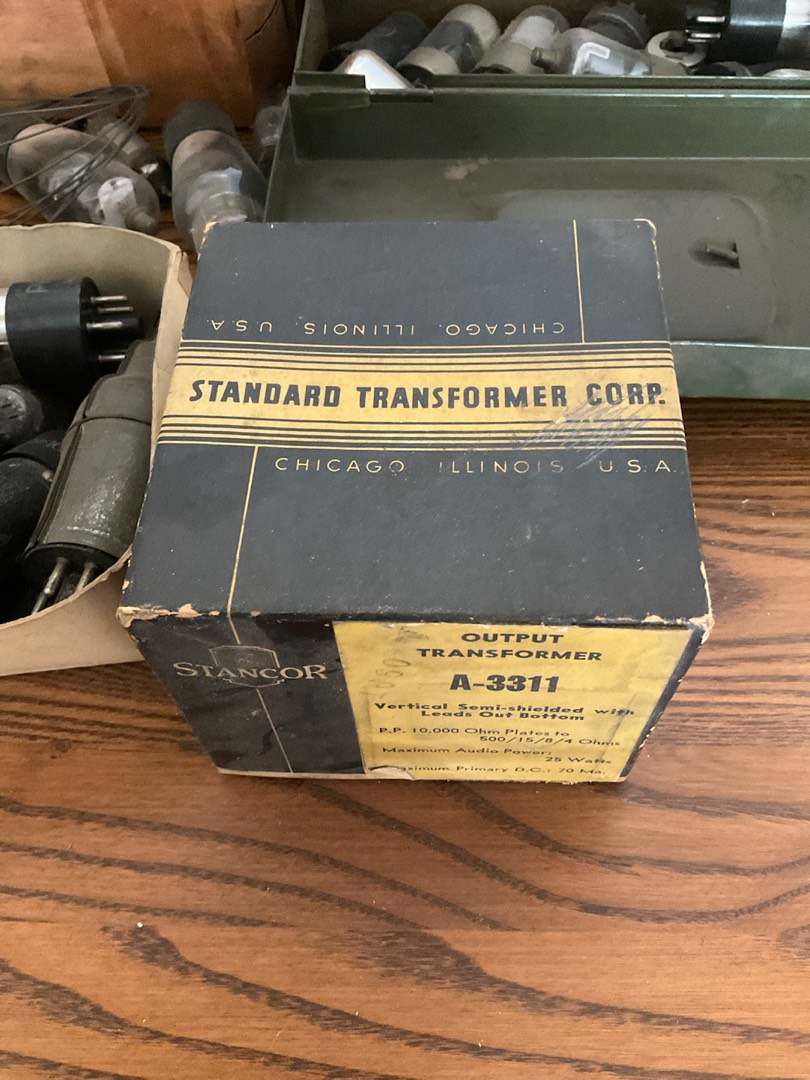 CHICAGO, ILLINOIS, U.S.A.
STANDARD TRANSFORMER CORP.
CHICAGO ILLINOIS U.S.A.
STANCOR
OUTPUT
TRANSFORMER
A-3311
Vertical Semi-shielded with
Leads Out Bottom
P.P. 10,000 Ohm Plates to
500/15/8/4 Ohms
Maximum Audio Power:
25 Watts
Maximum Primary D.C.: 70 Ma.